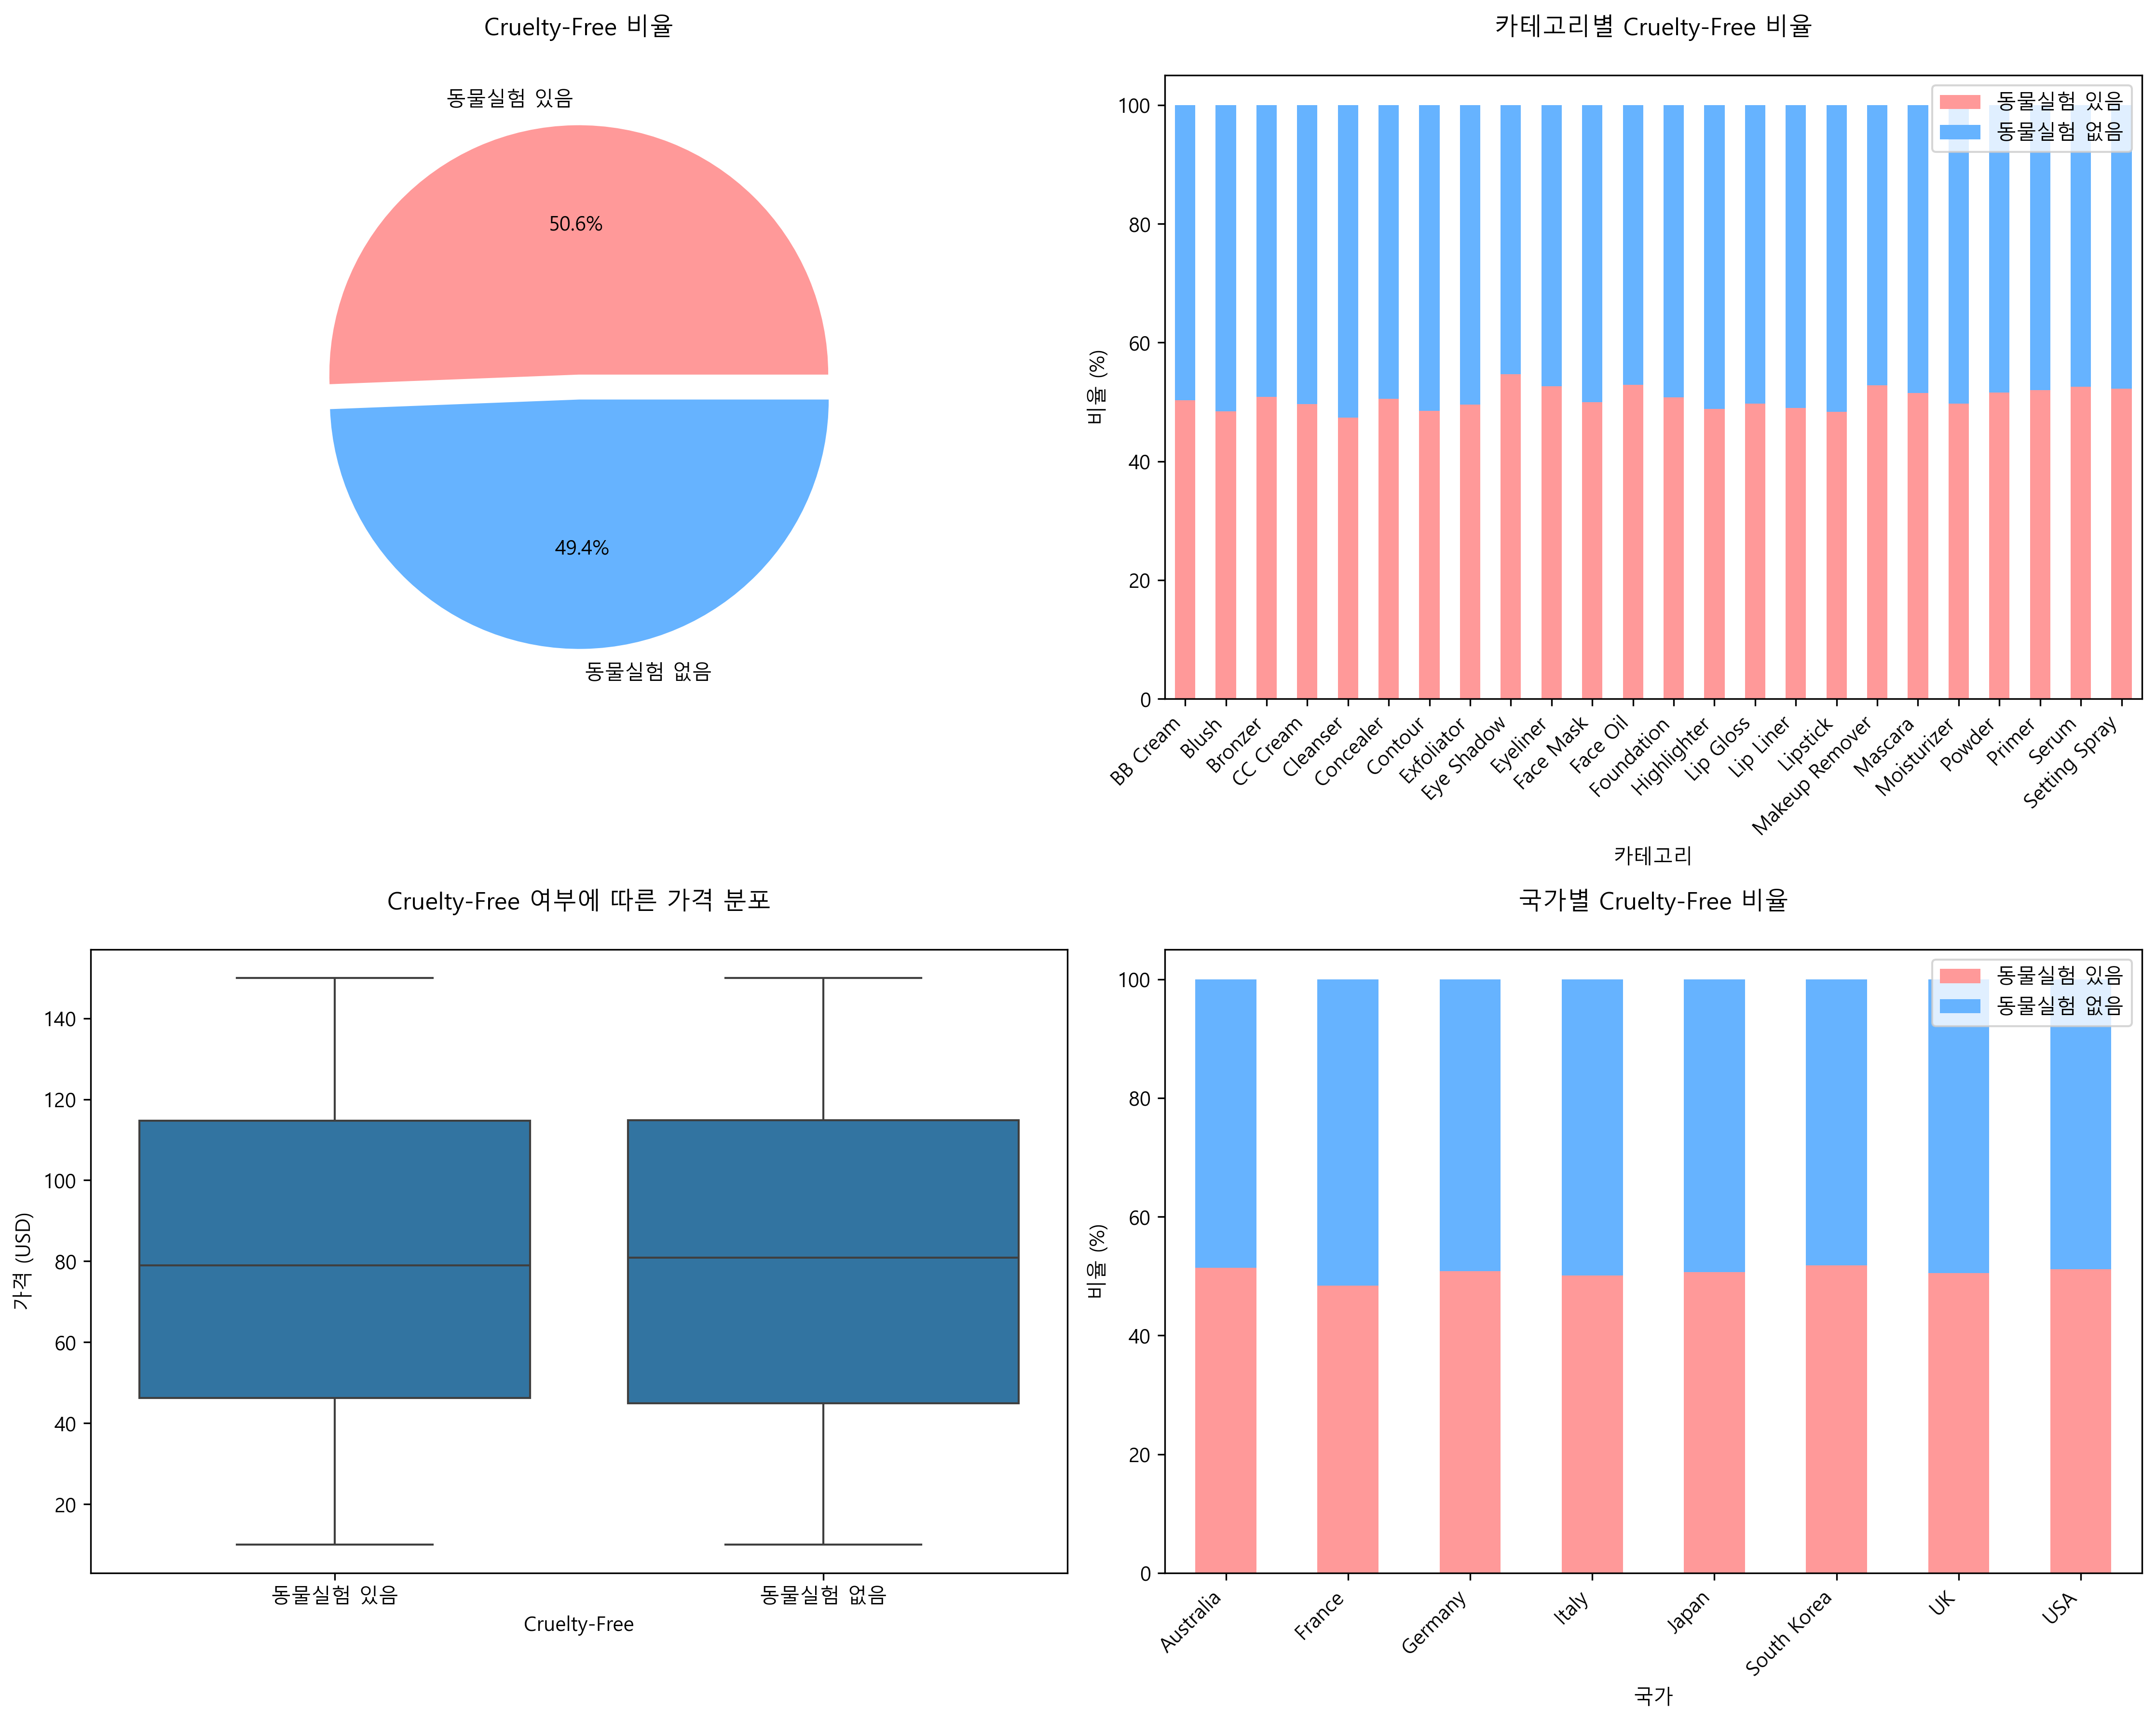 Cruelty-Free 비율
동물실험 있음
50.6%
49.4%
동물실험 없음
카테고리별 Cruelty-Free 비율
동물실험 있음
동물실험 없음
비율 (%)
100
80
60
40
20
0
BB Cream
Blush
Bronzer
CC Cream
Cleanser
Concealer
Contour
Exfoliator
Eye Shadow
Eyeliner
Face Mask
Face Oil
Foundation
Highlighter
Lip Gloss
Lip Liner
Lipstick
Makeup Remover
Mascara
Moisturizer
Powder
Primer
Serum
Setting Spray
카테고리
Cruelty-Free 여부에 따른 가격 분포
가격 (USD)
140
120
100
80
60
40
20
동물실험 있음
동물실험 없음
Cruelty-Free
국가별 Cruelty-Free 비율
동물실험 있음
동물실험 없음
비율 (%)
100
80
60
40
20
0
Australia
France
Germany
Italy
Japan
South Korea
UK
USA
국가